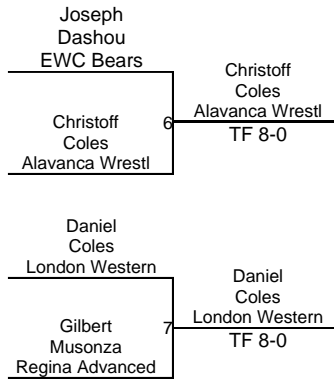 Joseph
Dashou
EWC Bears
Christoff
Coles
Alavanca Wrestl
6
Christoff
Coles
Alavanca Wrestl
TF 8-0
Daniel
Coles
London Western
Gilbert
Musonza
Regina Advanced
7
Daniel
Coles
London Western
TF 8-0